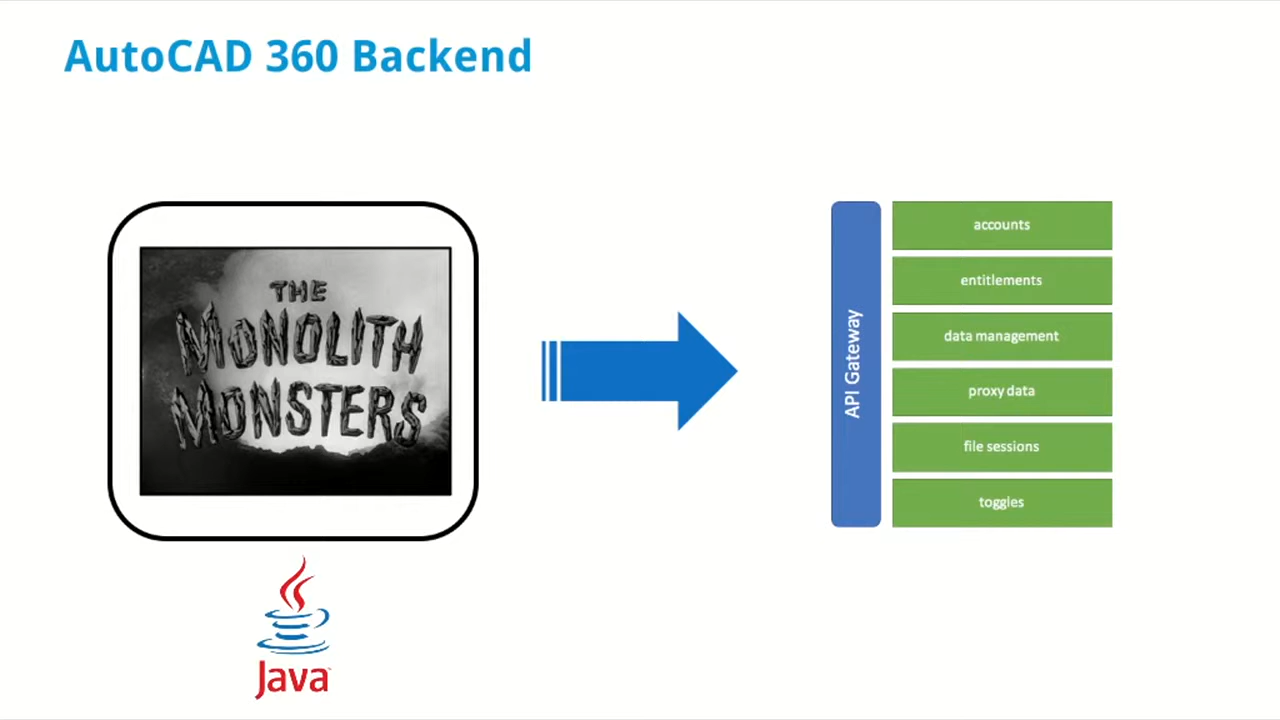 AutoCAD 360 Backend
THE
MONOLITH
MONSTERS
Java
API Gateway
accounts
entitlements
data management
proxy data
file sessions
toggles